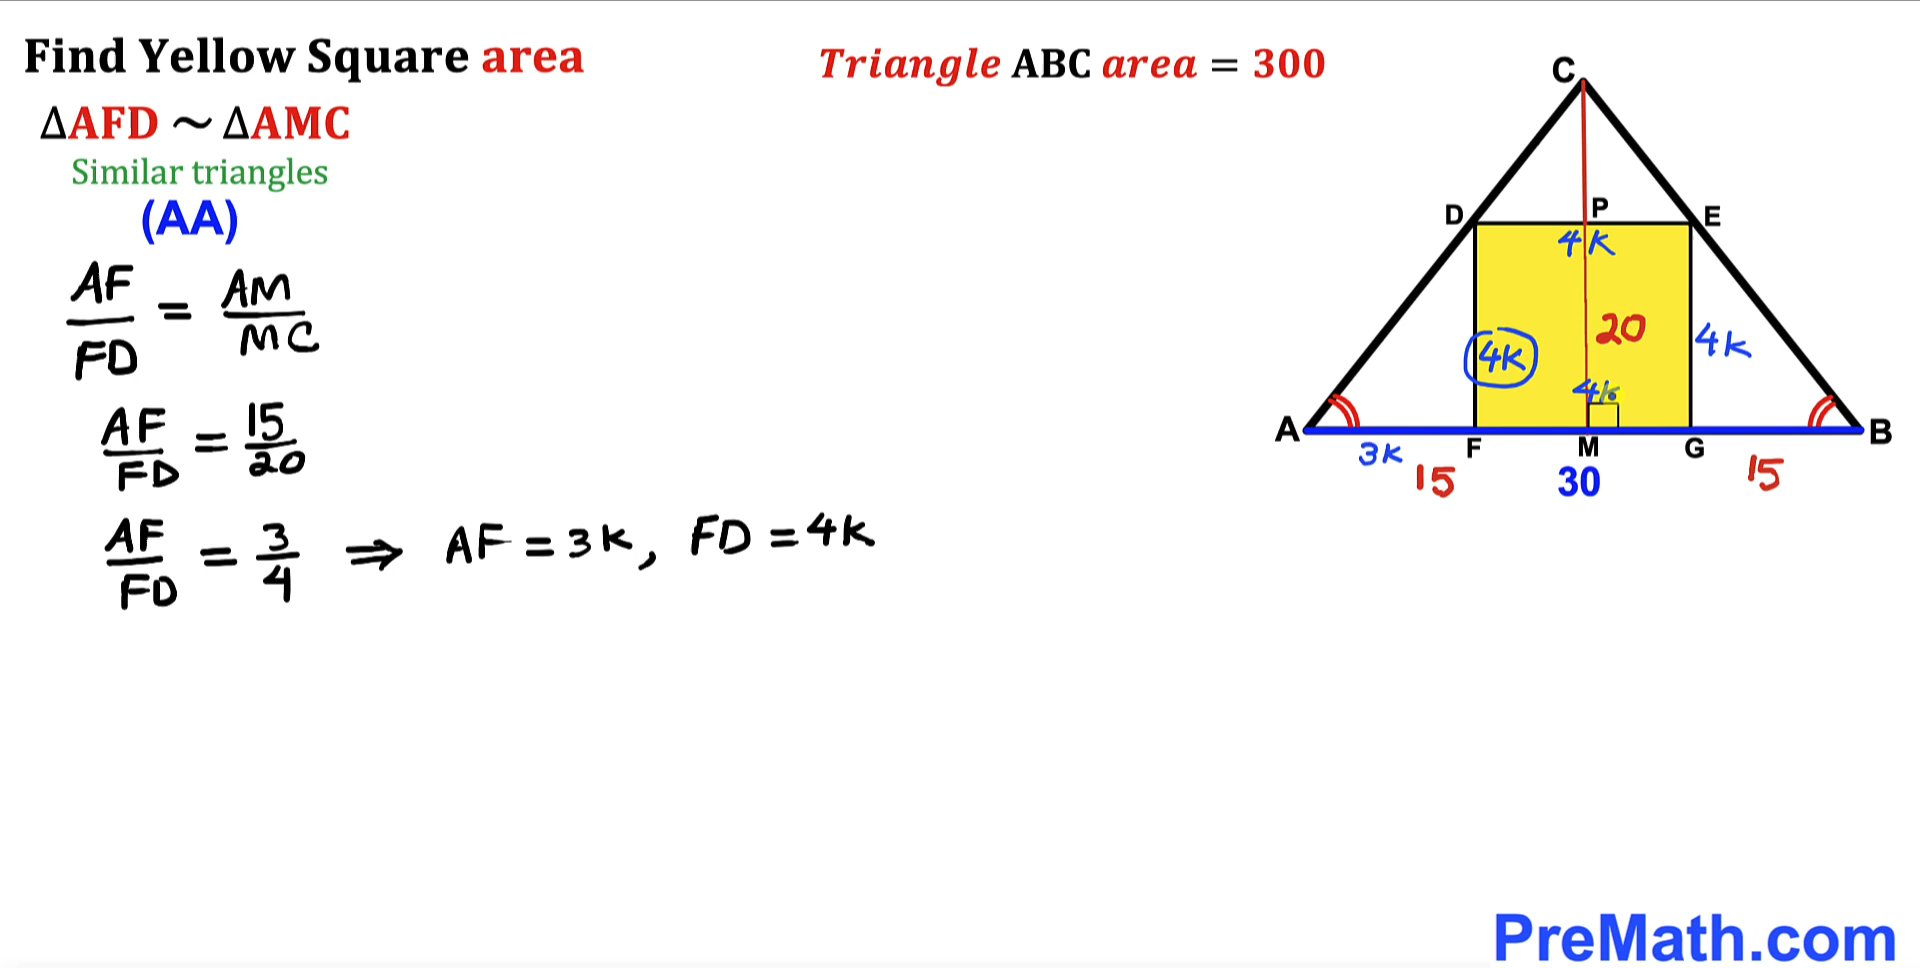 Find Yellow Square area
Triangle ABC area = 300
ΔAFD ~ ΔAMC
Similar triangles
(AA)
AF/FD = AM/MC
AF/FD = 15/20
AF/FD = 3/4 ⇒ AF = 3K, FD = 4K
C
D
P
E
4K
20
4K
4K
4k
A
F
M
G
B
3K
15
30
15
PreMath.com